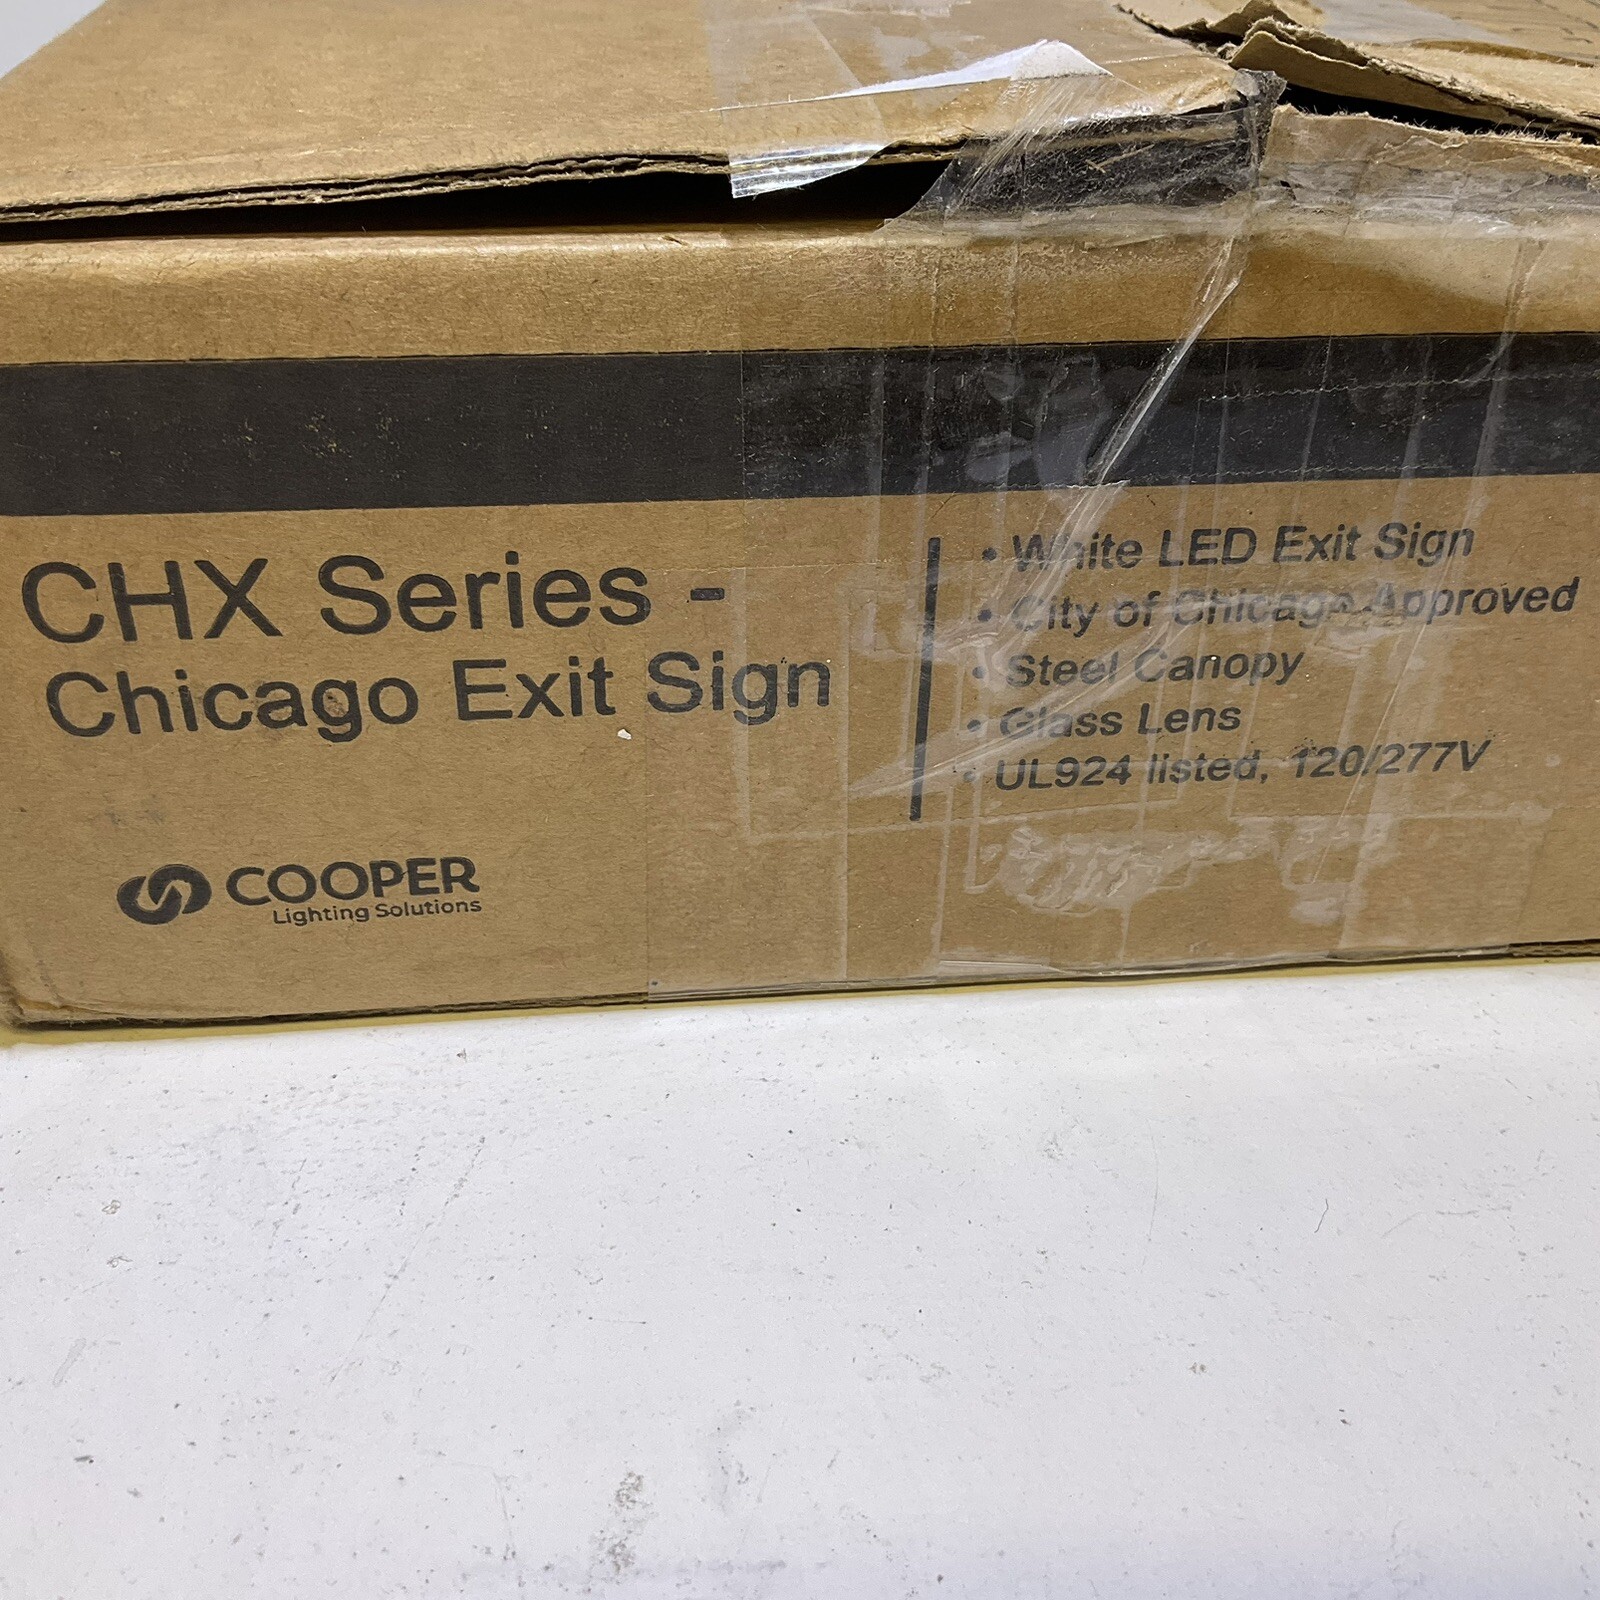 CHX Series -
Chicago Exit Sign
• White LED Exit Sign
• City of Chicago Approved
• Steel Canopy
• Glass Lens
• UL924 listed, 120/277V
COOPER
Lighting Solutions